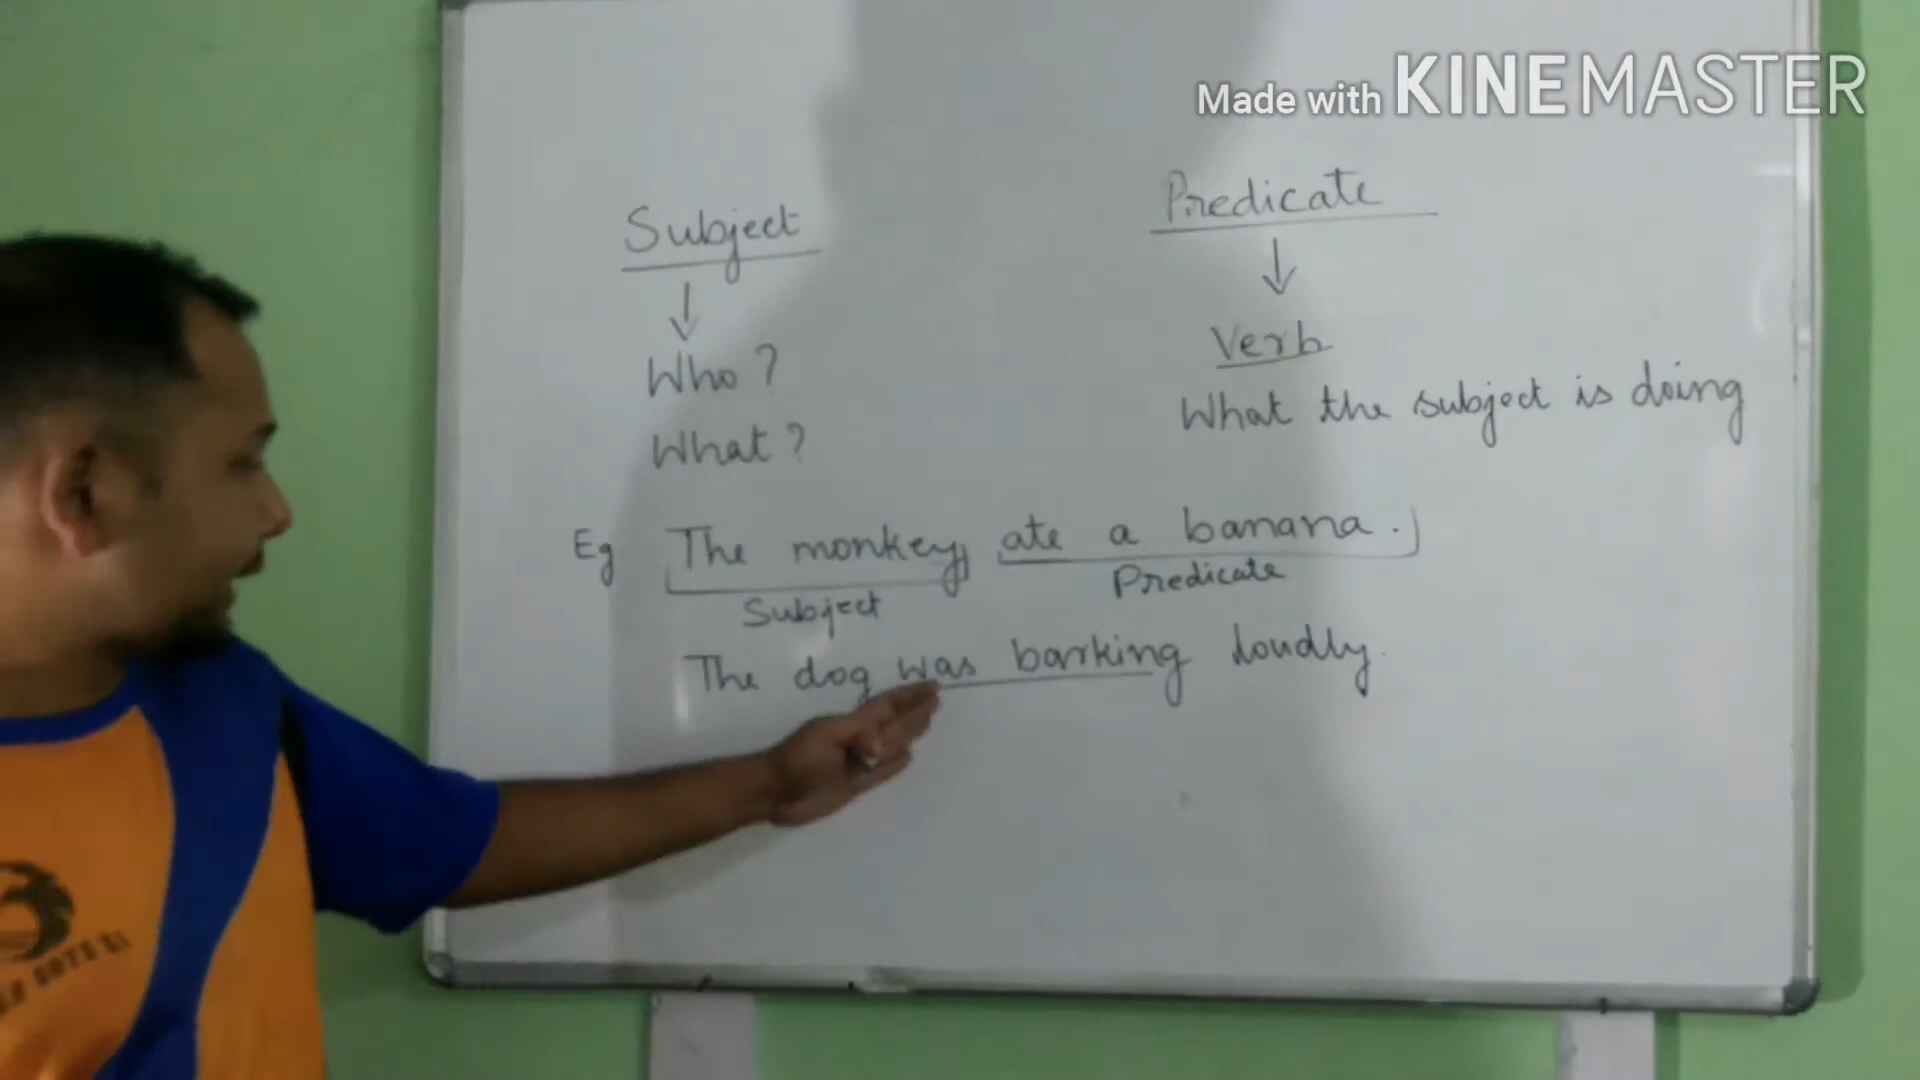 Made with KINEMASTER
Subject
Predicate
Who?
What?
Verb
What the subject is doing
Eg The monkey ate a banana.
Subject
Predicate
The dog was barking loudly.